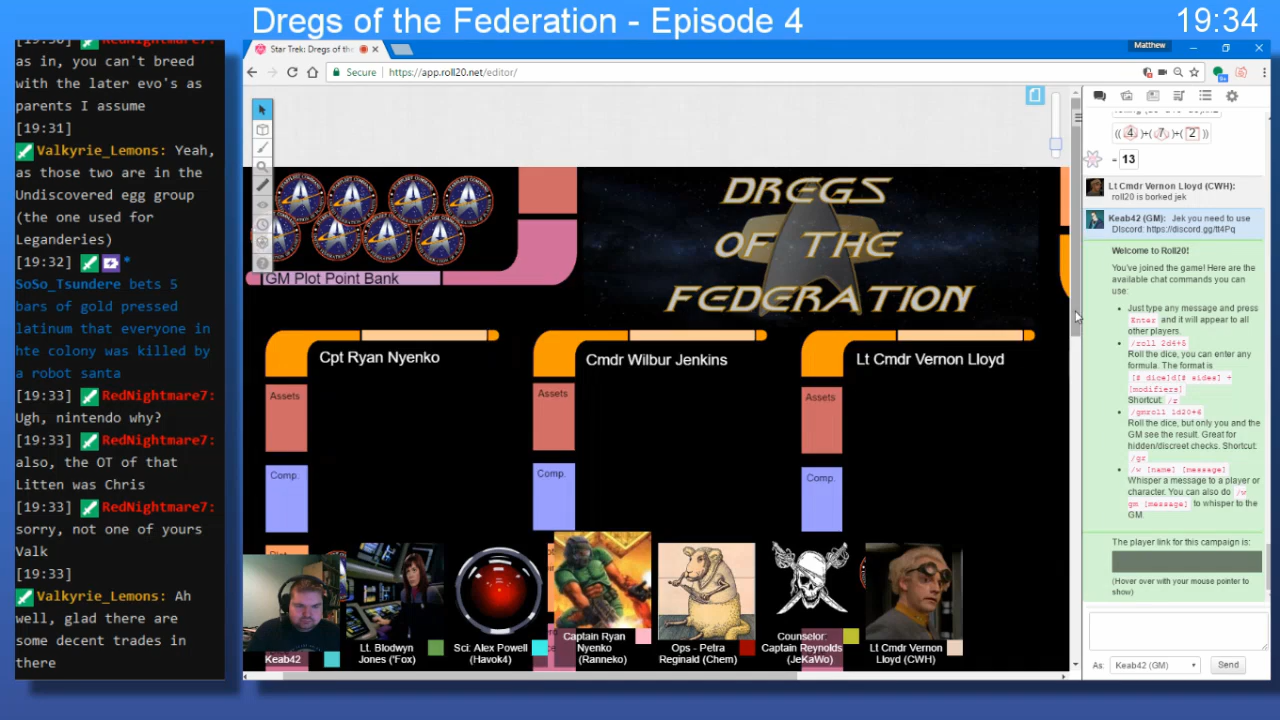 Dregs of the Federation - Episode 4
19:34
RedNightmare7:
as in, you can't breed
with the later evo's as
parents I assume
[19:31]
Valkyrie_Lemons: Yeah,
as those two are in the
Undiscovered egg group
(the one used for
Leganderies)
[19:32] *
SoSo_Tsundere bets 5
bars of gold pressed
latinum that everyone in
hte colony was killed by
a robot santa
[19:33] RedNightmare7:
Ugh, nintendo why?
[19:33] RedNightmare7:
also, the OT of that
Litten was Chris
[19:33] RedNightmare7:
sorry, not one of yours
Valk
[19:33]
Valkyrie_Lemons: Ah
well, glad there are
some decent trades in
there
Star Trek: Dregs of the
Matthew
Secure https://app.roll20.net/editor/
GM Plot Point Bank
DREGS
OF THE
FEDERATION
Cpt Ryan Nyenko
Assets
Comp.
Cmdr Wilbur Jenkins
Assets
Comp.
Lt Cmdr Vernon Lloyd
Assets
Comp.
Keab42
Lt. Blodwyn
Jones ('Fox)
Sci: Alex Powell
(Havok4)
Captain Ryan
Nyenko
(Ranneko)
Ops - Petra
Reginald (Chem)
Counselor:
Captain Reynolds
(JeKaWo)
Lt Cmdr Vernon
Lloyd (CWH)
((4)+(7)+(2))
= 13
Lt Cmdr Vernon Lloyd (CWH):
roll20 is borked jek
Keab42 (GM): Jek you need to use
Discord: https://discord.gg/tt4Pq
Welcome to Roll20!
You've joined the game! Here are the
available chat commands you can
use:
Just type any message and press
Enter and it will appear to all
other players.
/roll 2d4+5
Roll the dice, you can enter any
formula. The format is
[# dice]d[# sides] +
[modifiers]
Shortcut: /r
/gmroll 1d20+6
Roll the dice, but only you and the
GM see the result. Great for
hidden/discreet checks. Shortcut:
/gr
/w [name] [message]
Whisper a message to a player or
character. You can also do /w
gm [message] to whisper to the
GM.
The player link for this campaign is:
(Hover over with your mouse pointer to
show)
As: Keab42 (GM)
Send